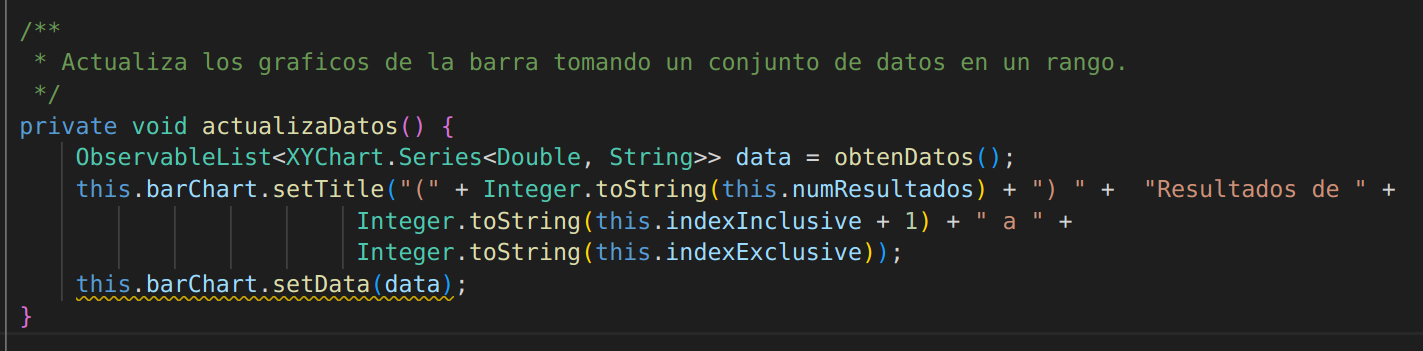 /**
 * Actualiza los graficos de la barra tomando un conjunto de datos en un rango.
 */
private void actualizaDatos() {
    ObservableList<XYChart.Series<Double, String>> data = obtenDatos();
    this.barChart.setTitle("(" + Integer.toString(this.numResultados) + ") " +  "Resultados de " +
                        Integer.toString(this.indexInclusive + 1) + " a " +
                        Integer.toString(this.indexExclusive));
    this.barChart.setData(data);
}